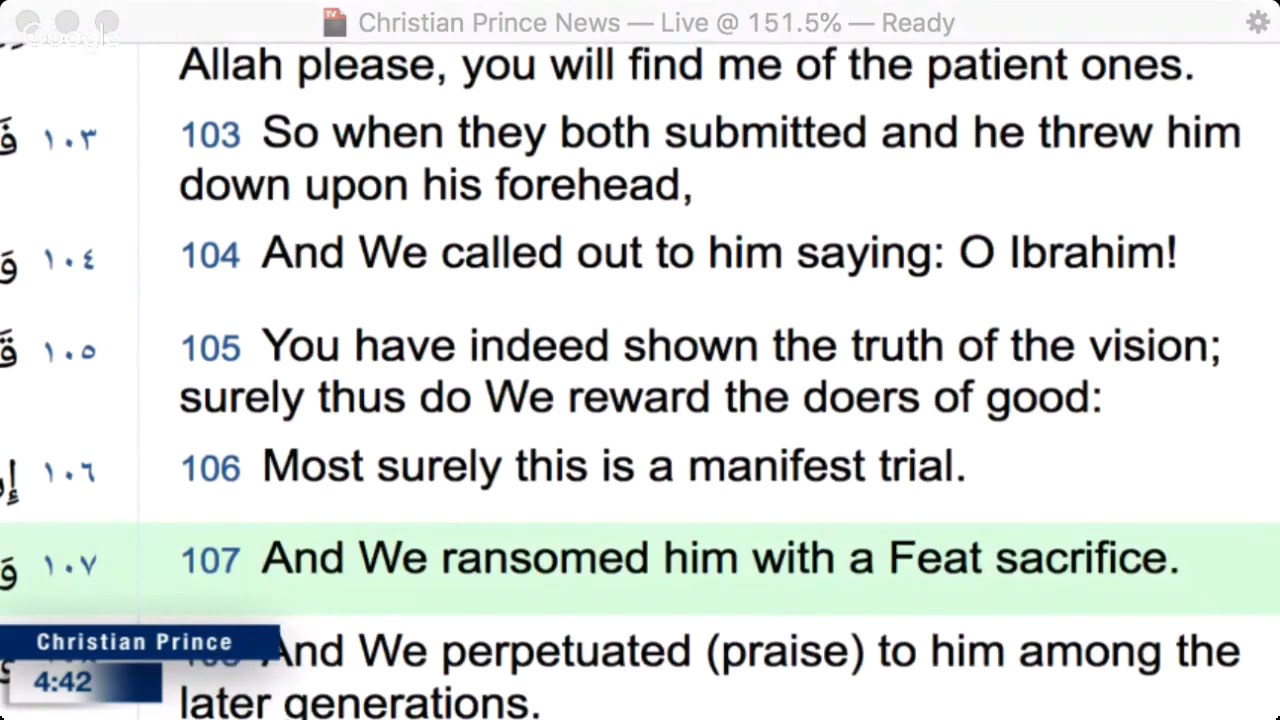 Christian Prince News — Live @ 151.5% — Ready
Google
Allah please, you will find me of the patient ones.
١٠٣ 103 So when they both submitted and he threw him
down upon his forehead,
١٠٤ 104 And We called out to him saying: O Ibrahim!
١٠٥ 105 You have indeed shown the truth of the vision;
surely thus do We reward the doers of good:
١٠٦ 106 Most surely this is a manifest trial.
١٠٧ 107 And We ransomed him with a Feat sacrifice.
And We perpetuated (praise) to him among the
later generations.
Christian Prince
4:42